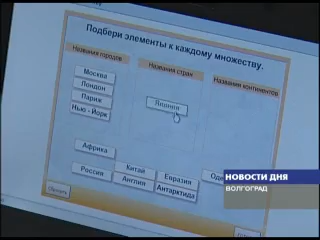 Подбери элементы к каждому множеству.
Названия городов
Названия стран
Названия континентов
Москва
Лондон
Париж
Нью - Йорк
Япония
Африка
Россия
Китай
Англия
Евразия
Антарктида
НОВОСТИ ДНЯ
ВОЛГОГРАД